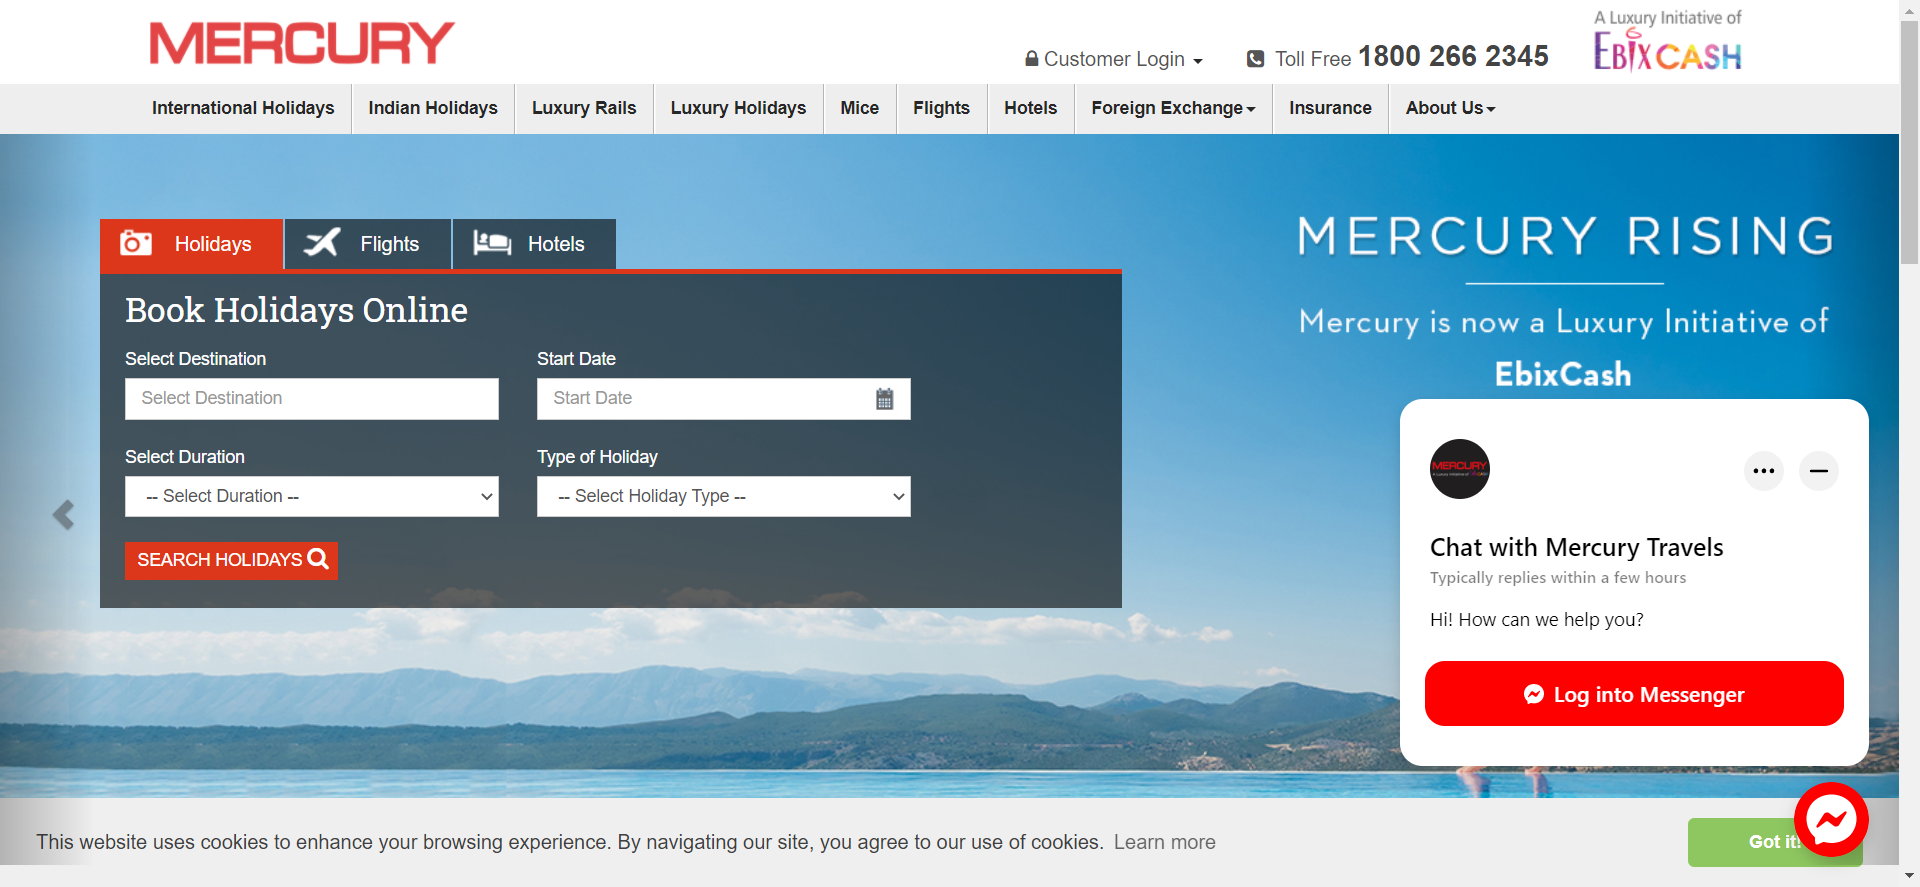 MERCURY
Customer Login
Toll Free 1800 266 2345
A Luxury Initiative of
EBIXCASH
International Holidays
Indian Holidays
Luxury Rails
Luxury Holidays
Mice
Flights
Hotels
Foreign Exchange
Insurance
About Us
Holidays
Flights
Hotels
Book Holidays Online
Select Destination
Start Date
Select Destination
Start Date
Select Duration
Type of Holiday
-- Select Duration --
-- Select Holiday Type --
SEARCH HOLIDAYS
MERCURY RISING
Mercury is now a Luxury Initiative of
EbixCash
MERCURY
Chat with Mercury Travels
Typically replies within a few hours
Hi! How can we help you?
Log into Messenger
This website uses cookies to enhance your browsing experience. By navigating our site, you agree to our use of cookies. Learn more
Got it!